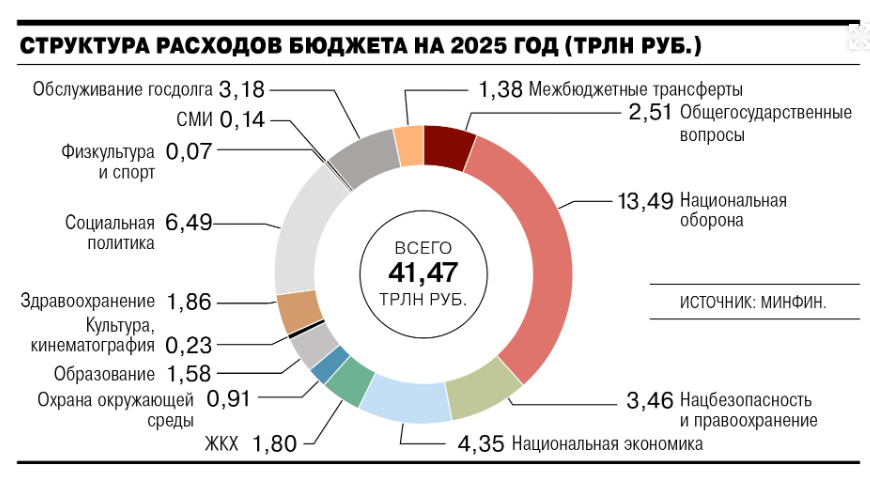 СТРУКТУРА РАСХОДОВ БЮДЖЕТА НА 2025 ГОД (ТРЛН РУБ.)
Обслуживание госдолга 3,18
СМИ 0,14
Физкультура 0,07
и спорт
Социальная 6,49
политика
Здравоохранение 1,86
Культура,
кинематография 0,23
Образование 1,58
Охрана окружающей 0,91
среды
ЖКХ 1,80
1,38 Межбюджетные трансферты
2,51 Общегосударственные
вопросы
13,49 Национальная
оборона
3,46 Нацбезопасность
и правоохранение
4,35 Национальная экономика
ВСЕГО
41,47
ТРЛН РУБ.
ИСТОЧНИК: МИНФИН.